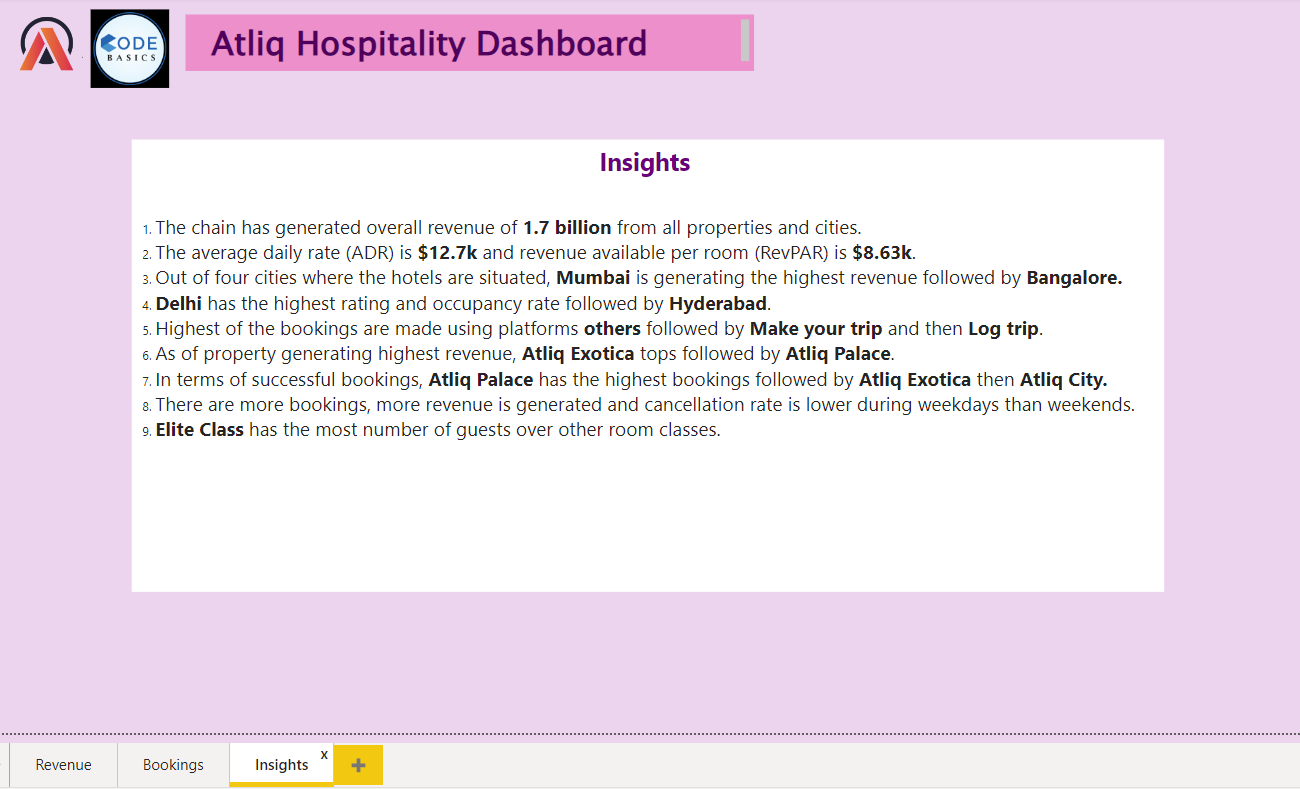 CODE
BASICS
Atliq Hospitality Dashboard
Insights
1. The chain has generated overall revenue of 1.7 billion from all properties and cities.
2. The average daily rate (ADR) is $12.7k and revenue available per room (RevPAR) is $8.63k.
3. Out of four cities where the hotels are situated, Mumbai is generating the highest revenue followed by Bangalore.
4. Delhi has the highest rating and occupancy rate followed by Hyderabad.
5. Highest of the bookings are made using platforms others followed by Make your trip and then Log trip.
6. As of property generating highest revenue, Atliq Exotica tops followed by Atliq Palace.
7. In terms of successful bookings, Atliq Palace has the highest bookings followed by Atliq Exotica then Atliq City.
8. There are more bookings, more revenue is generated and cancellation rate is lower during weekdays than weekends.
9. Elite Class has the most number of guests over other room classes.
Revenue Bookings Insights x +